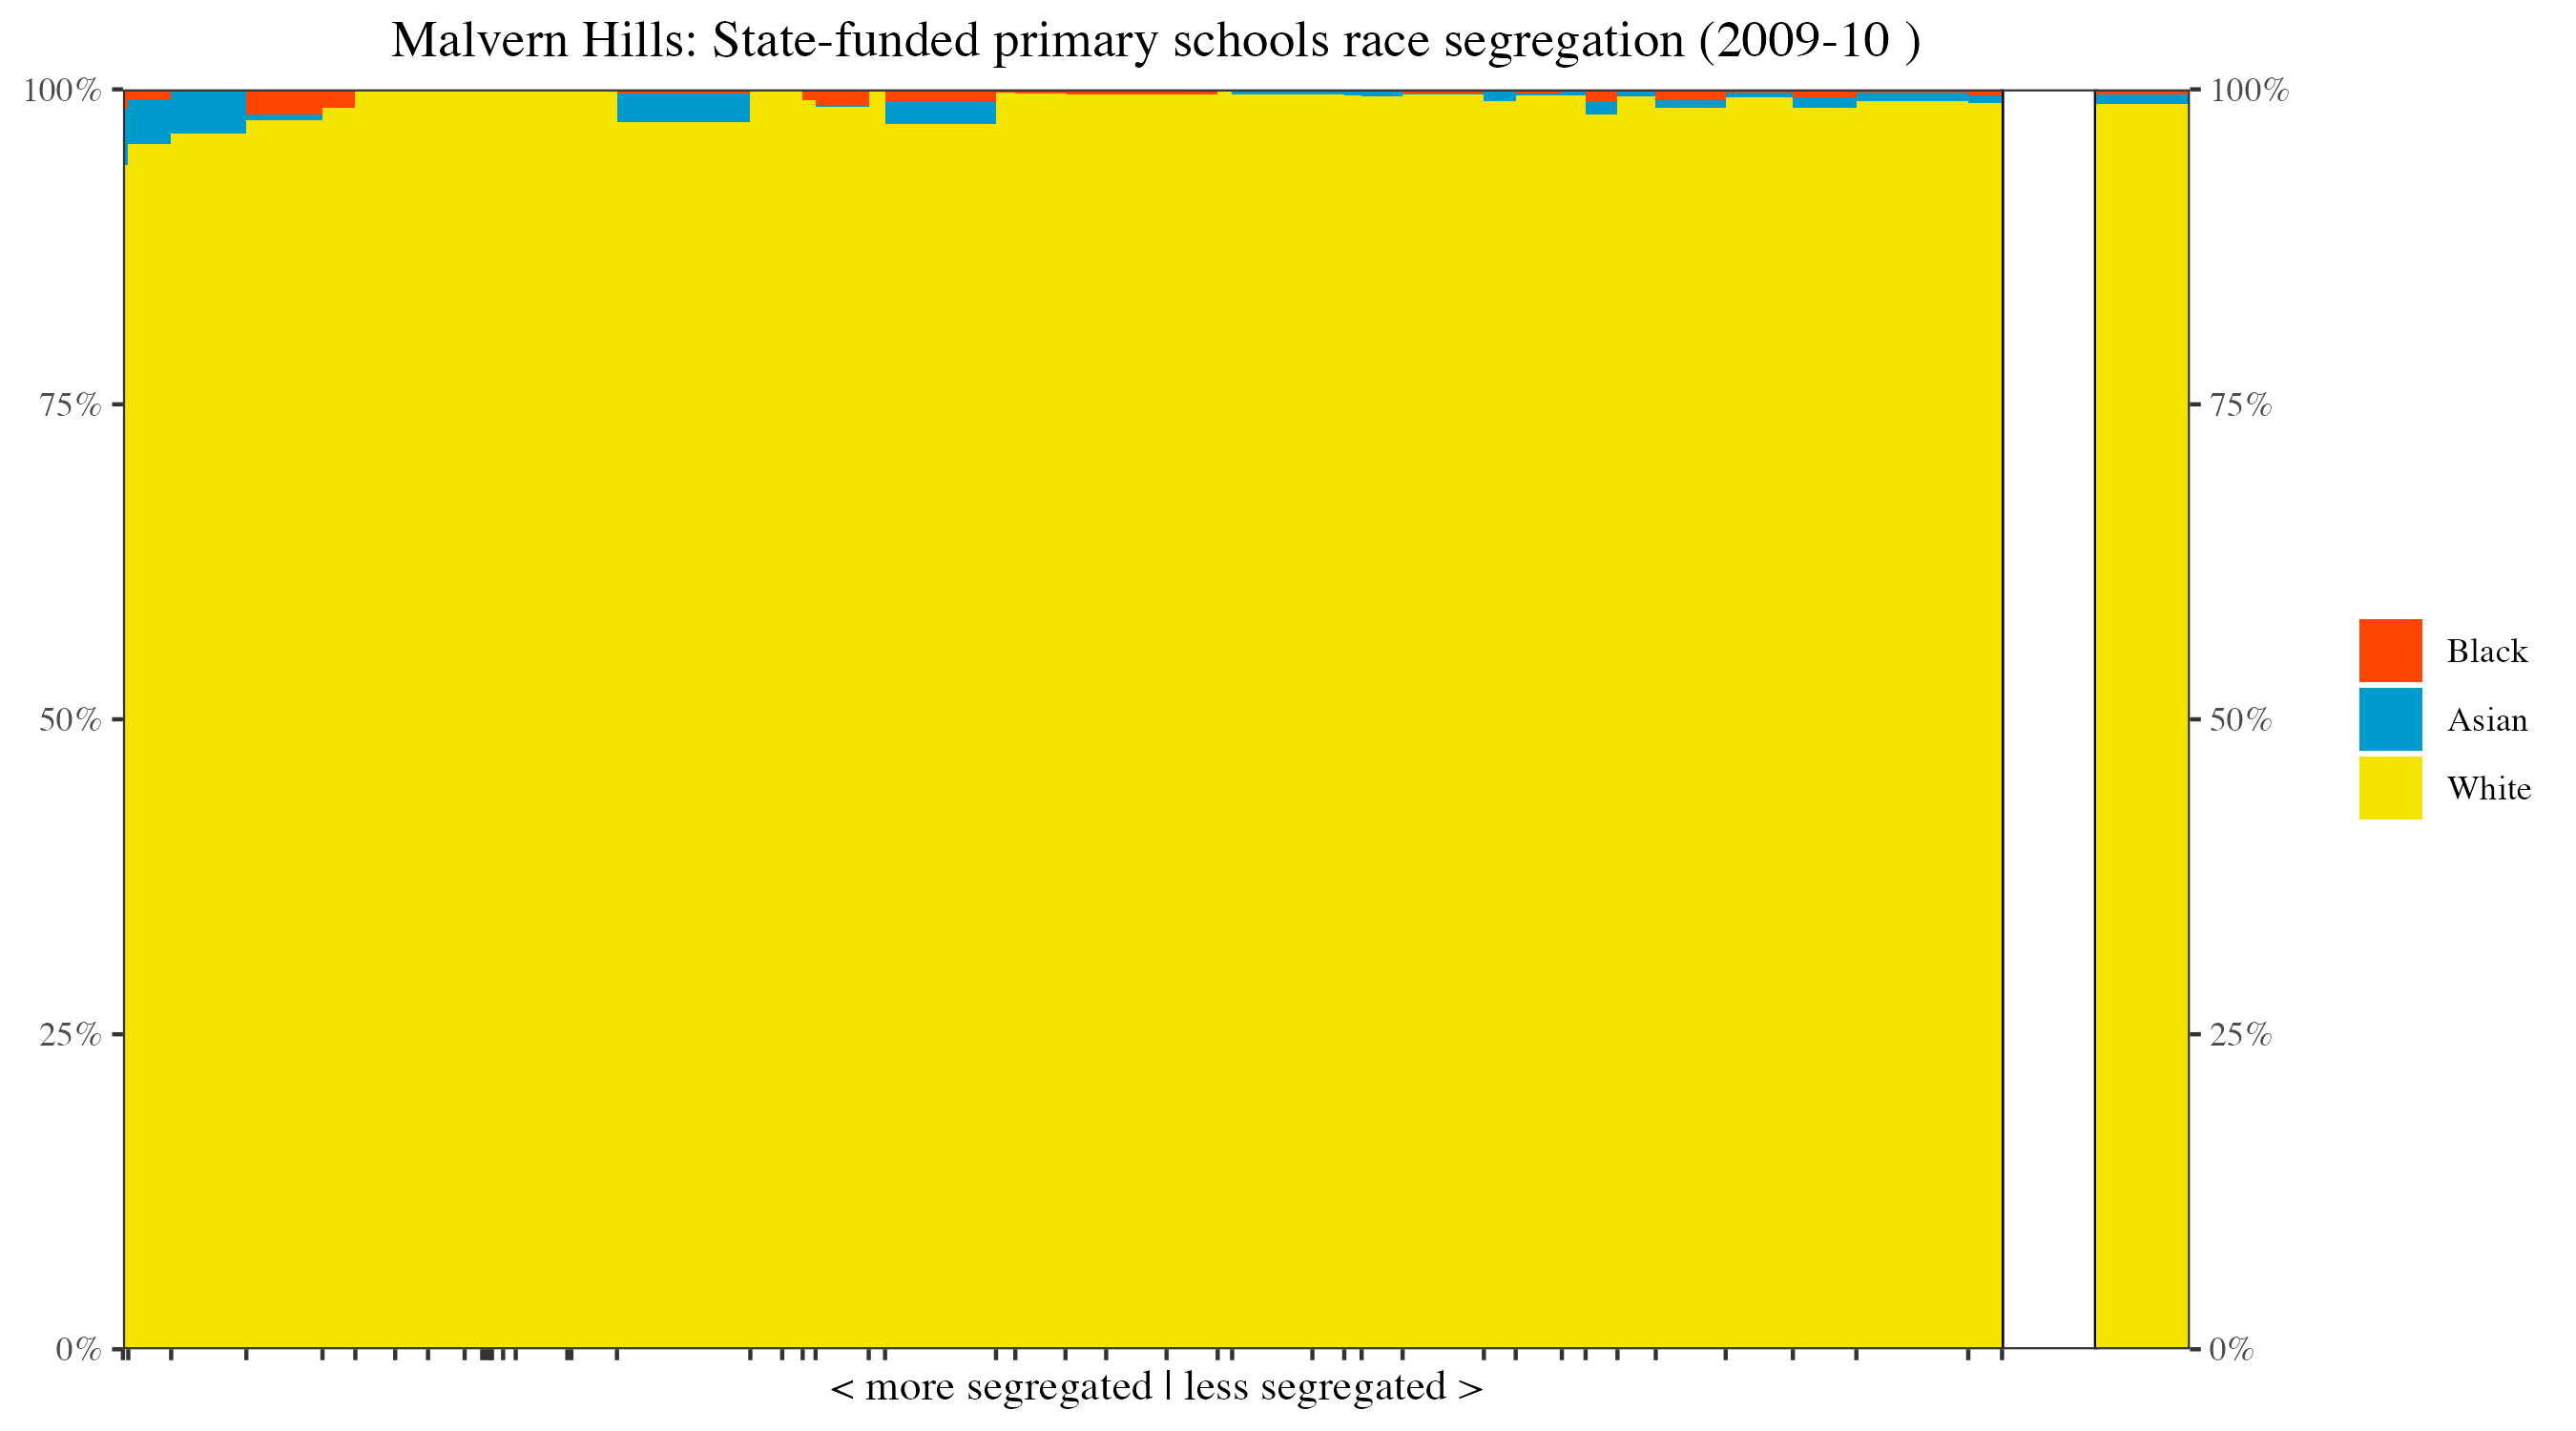 Malvern Hills: State-funded primary schools race segregation (2009-10 )
100%
75%
50%
25%
0%
100%
75%
50%
25%
0%
Black
Asian
White
< more segregated | less segregated >